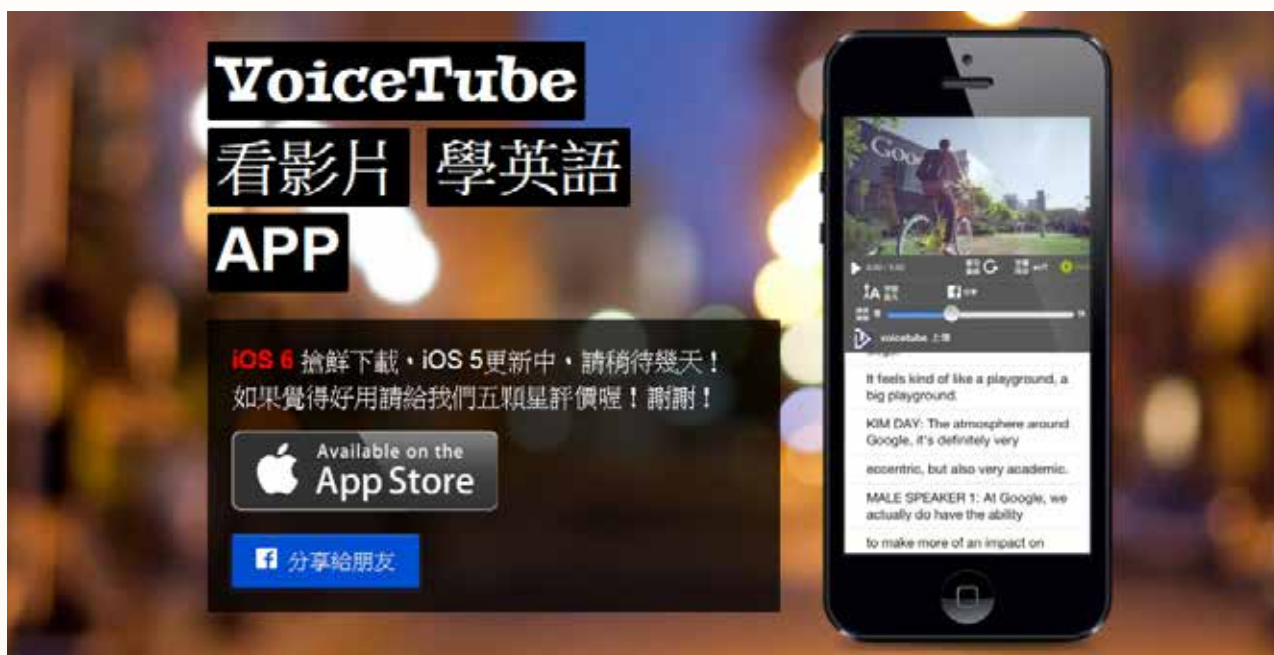 VoiceTube
看影片 學英語
APP
iOS 6 搶鮮下載，iOS 5更新中，請稍待幾天！
如果覺得好用請給我們五顆星評價喔！謝謝！
Available on the
App Store
分享給朋友
voicetube 上傳
It feels kind of like a playground, a
big playground.
KIM DAY: The atmosphere around
Google, it's definitely very
eccentric, but also very academic.
MALE SPEAKER 1: At Google, we
actually do have the ability
to make more of an impact on